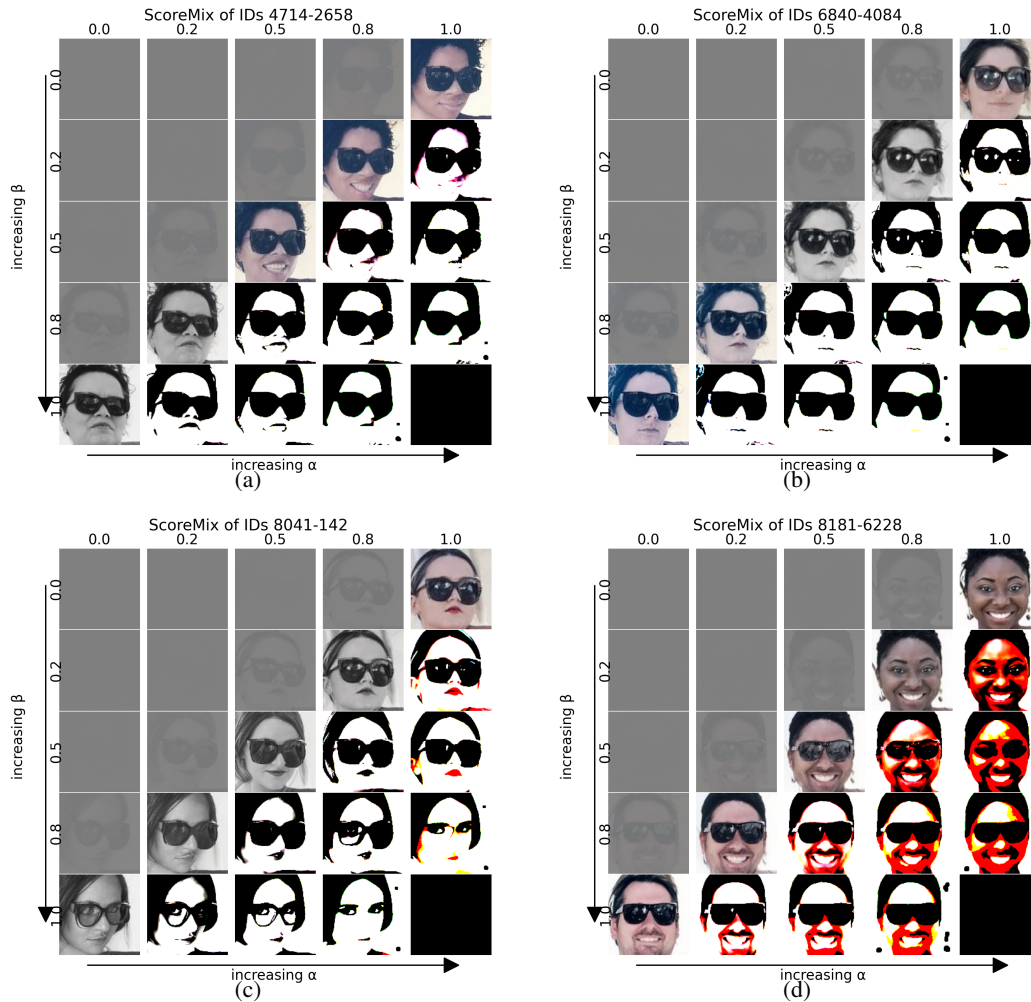 ScoreMix of IDs 4714-2658
0.0 0.2 0.5 0.8 1.0
0.0
0.2
0.5
0.8
1.0
increasing β
increasing α
(a)
ScoreMix of IDs 6840-4084
0.0 0.2 0.5 0.8 1.0
0.0
0.2
0.5
0.8
1.0
increasing β
increasing α
(b)
ScoreMix of IDs 8041-142
0.0 0.2 0.5 0.8 1.0
0.0
0.2
0.5
0.8
1.0
increasing β
increasing α
(c)
ScoreMix of IDs 8181-6228
0.0 0.2 0.5 0.8 1.0
0.0
0.2
0.5
0.8
1.0
increasing β
increasing α
(d)